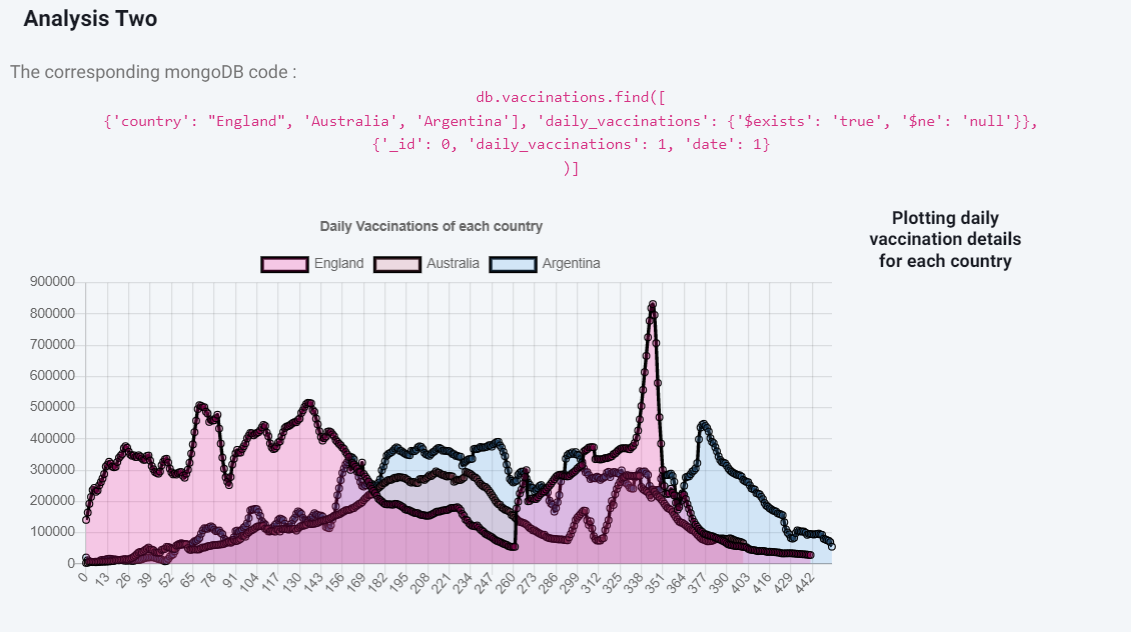 Analysis Two
The corresponding mongoDB code :
db.vaccinations.find([
{'country': "England", 'Australia', 'Argentina'], 'daily_vaccinations': {'$exists': 'true', '$ne': 'null'}},
{'_id': 0, 'daily_vaccinations': 1, 'date': 1}
)]
Plotting daily
vaccination details
for each country
Daily Vaccinations of each country
England Australia Argentina
900000
800000
700000
600000
500000
400000
300000
200000
100000
0
0 13 26 39 52 65 78 91 104 117 130 143 156 169 182 195 208 221 234 247 260 273 286 299 312 325 338 351 364 377 390 403 416 429 442